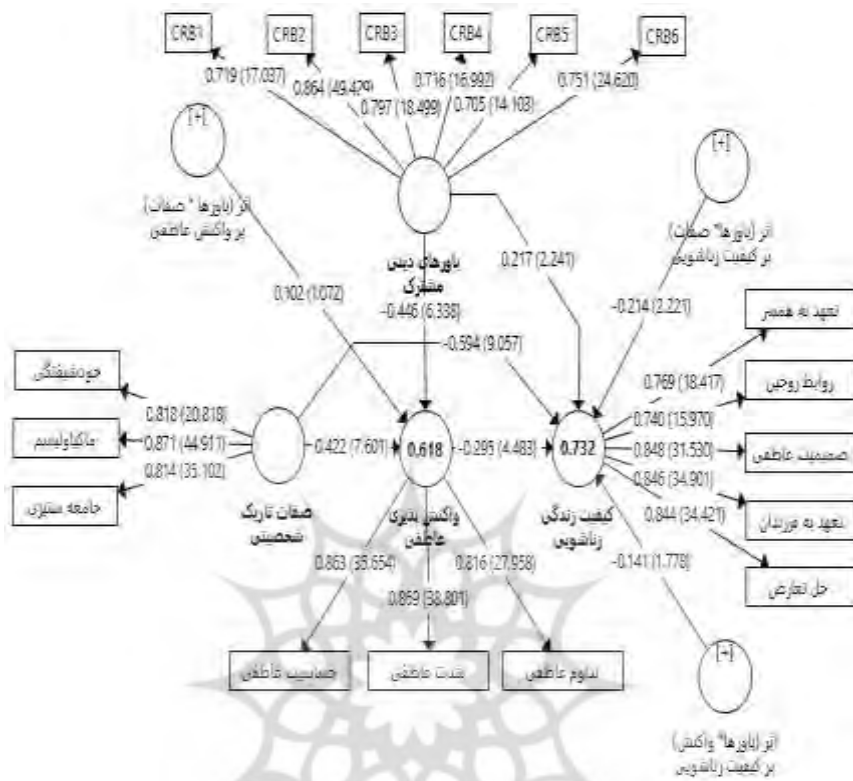 CRB1 CRB2 CRB3 CRB4 CRB5 CRB6
0.719 (17.037)
0.864 (49.429)
0.797 (18.499)
0.716 (16.992)
0.705 (14.103)
0.751 (24.620)
[+]
اثر (باورها * صفات)
بر واکنش عاطفی
[+]
اثر (باورها* صفات)
بر کیفیت زناشویی
باورهای دینی
مشترک
0.217 (2.241)
-0.214 (2.221)
0.102 (1.072)
-0.446 (6.338)
-0.594 (9.057)
تعهد به همسر
روابط زوجین
صمیمیت عاطفی
تعهد به فرزندان
حل تعارض
0.769 (18.417)
0.740 (15.970)
0.848 (31.530)
0.846 (34.901)
0.844 (34.421)
خودشیفتگی
ماکیاولیسم
جامعه ستیزی
0.818 (20.818)
0.871 (44.911)
0.814 (35.102)
0.422 (7.601)
0.618
-0.295 (4.483)
0.732
صفات تاریک
شخصیتی
واکنش پذیری
عاطفی
کیفیت زندگی
زناشویی
0.863 (35.654)
0.869 (38.801)
0.816 (27.958)
-0.141 (1.778)
حساسیت عاطفی
شدت عاطفی
تداوم عاطفی
[+]
اثر (باورها* واکنش)
بر کیفیت زناشویی